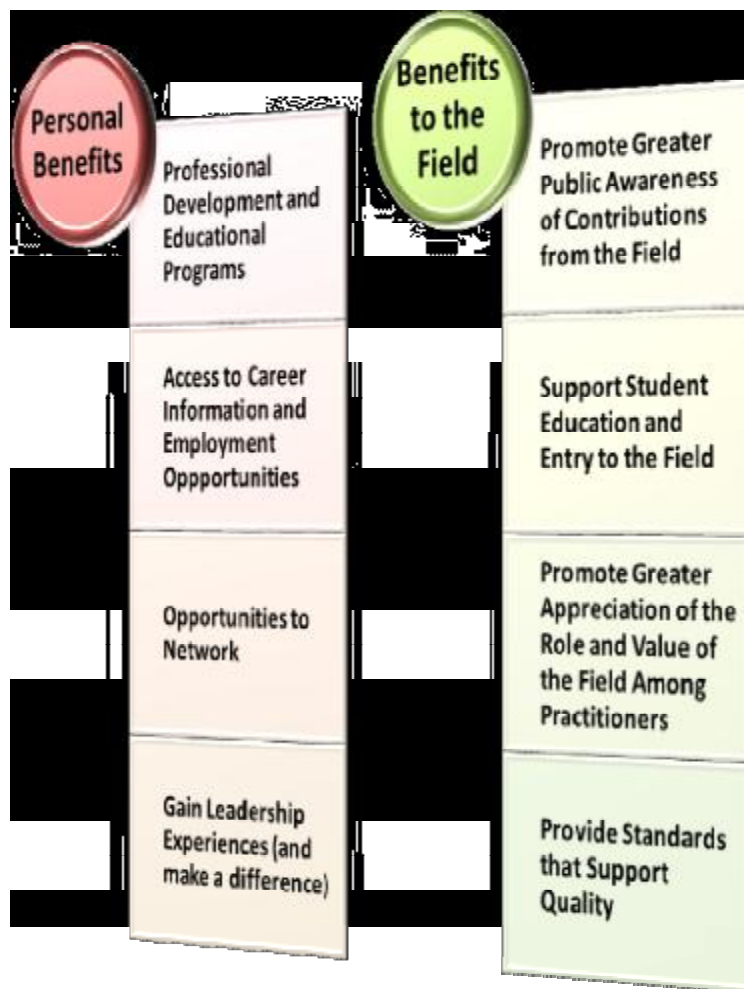 Personal
Benefits
Professional
Development and
Educational
Programs
Access to Career
Information and
Employment
Oppportunities
Opportunities to
Network
Gain Leadership
Experiences (and
make a difference)
Benefits
to the
Field
Promote Greater
Public Awareness
of Contributions
from the Field
Support Student
Education and
Entry to the Field
Promote Greater
Appreciation of the
Role and Value of
the Field Among
Practitioners
Provide Standards
that Support
Quality